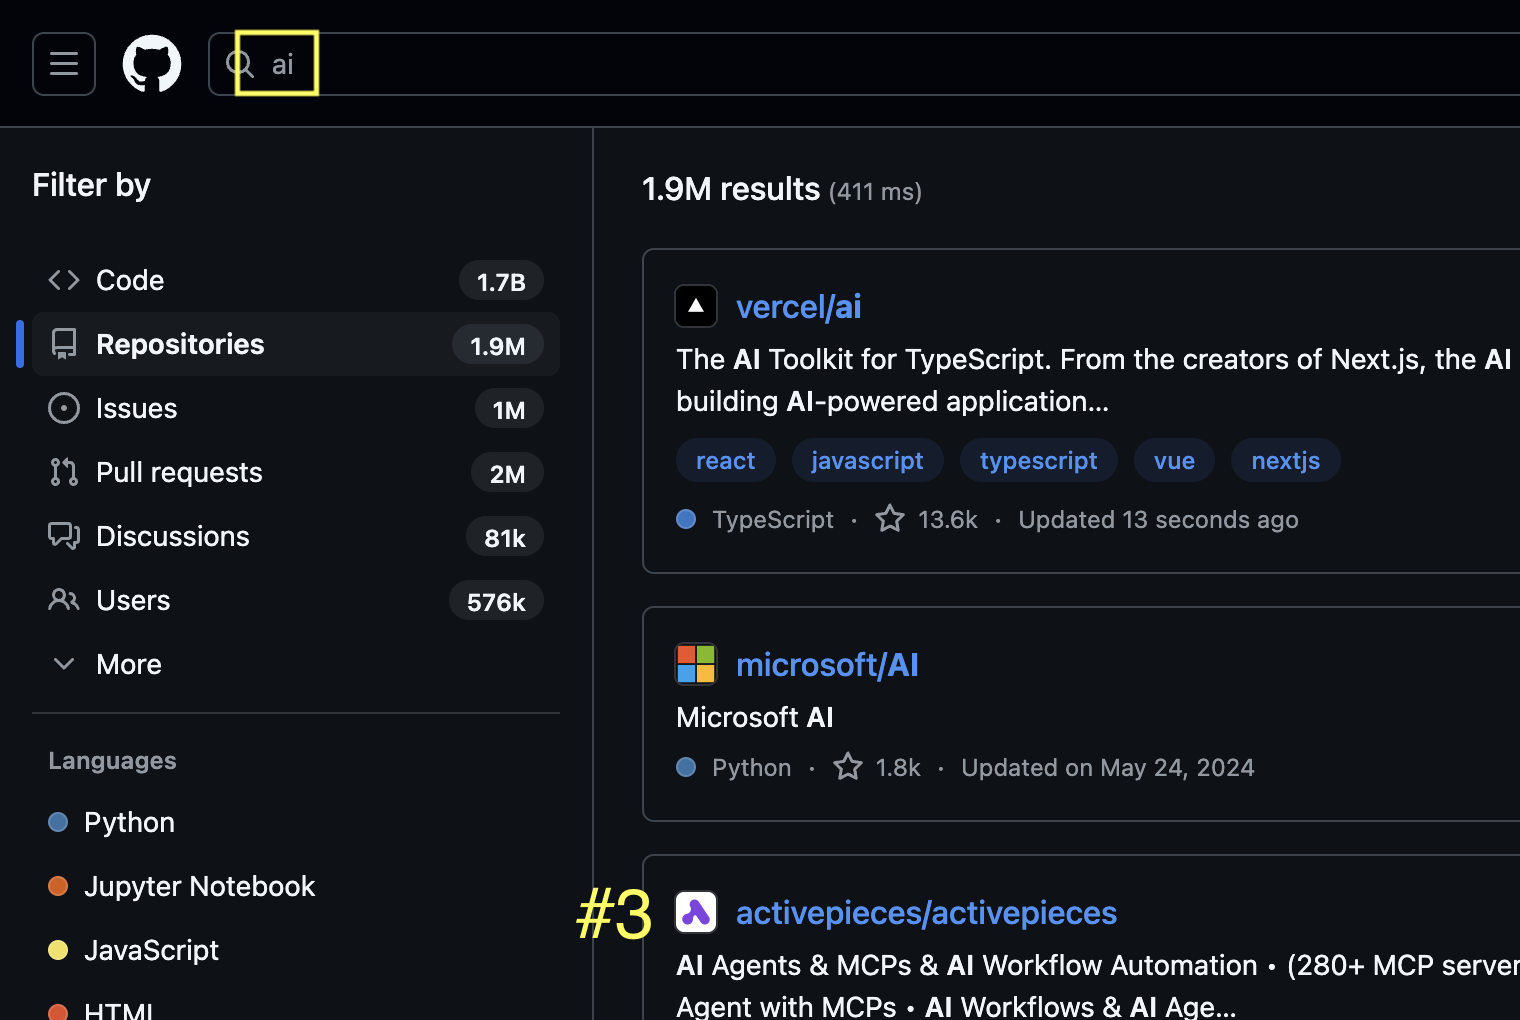 ai
Filter by
Code 1.7B
Repositories 1.9M
Issues 1M
Pull requests 2M
Discussions 81k
Users 576k
More
Languages
Python
Jupyter Notebook
JavaScript
HTML
1.9M results (411 ms)
vercel/ai
The AI Toolkit for TypeScript. From the creators of Next.js, the AI
building AI-powered application...
react javascript typescript vue nextjs
TypeScript · 13.6k · Updated 13 seconds ago
microsoft/AI
Microsoft AI
Python · 1.8k · Updated on May 24, 2024
#3 activepieces/activepieces
AI Agents & MCPs & AI Workflow Automation • (280+ MCP server
Agent with MCPs • AI Workflows & AI Age...